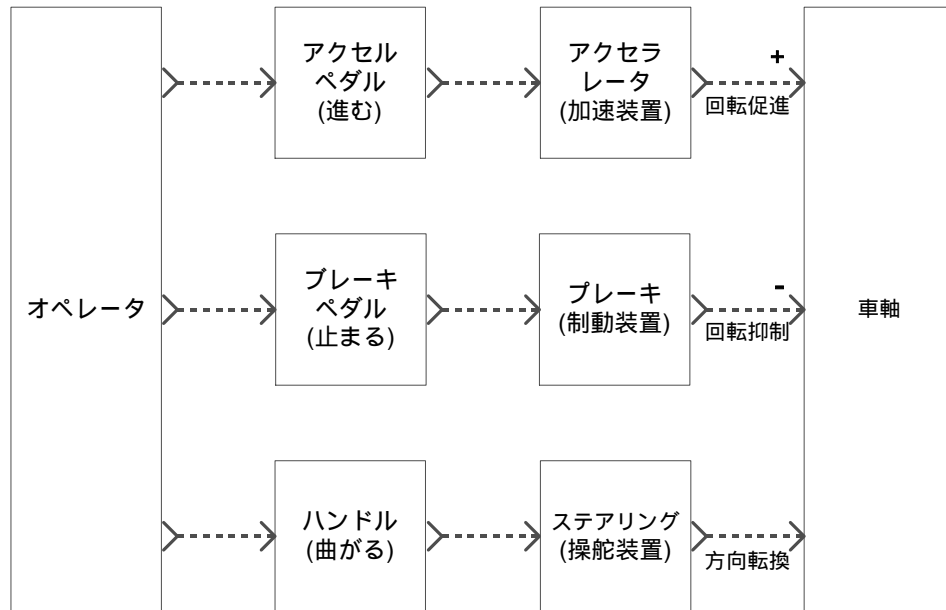 アクセル
ペダル
(進む)
アクセラ
レータ
(加速装置)
+
回転促進
オペレータ
ブレーキ
ペダル
(止まる)
プレーキ
(制動装置)
-
回転抑制
車軸
ハンドル
(曲がる)
ステアリング
(操舵装置)
方向転換